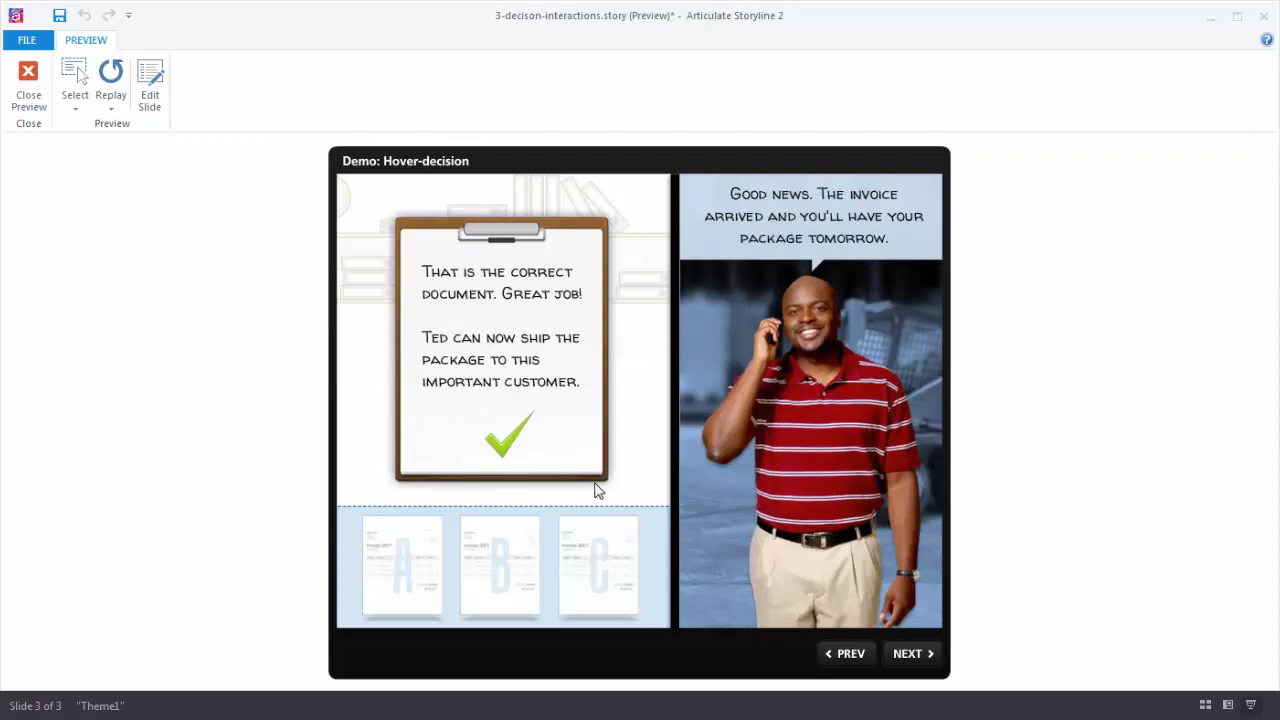 3-decison-interactions.story (Preview)* - Articulate Storyline 2
FILE
PREVIEW
Close Preview
Select
Replay
Edit Slide
Close
Preview
Demo: Hover-decision
That is the correct
document. Great job!
Ted can now ship the
package to this
important customer.
A
B
C
Good news. The invoice
arrived and you'll have your
package tomorrow.
PREV
NEXT
Slide 3 of 3
"Theme1"